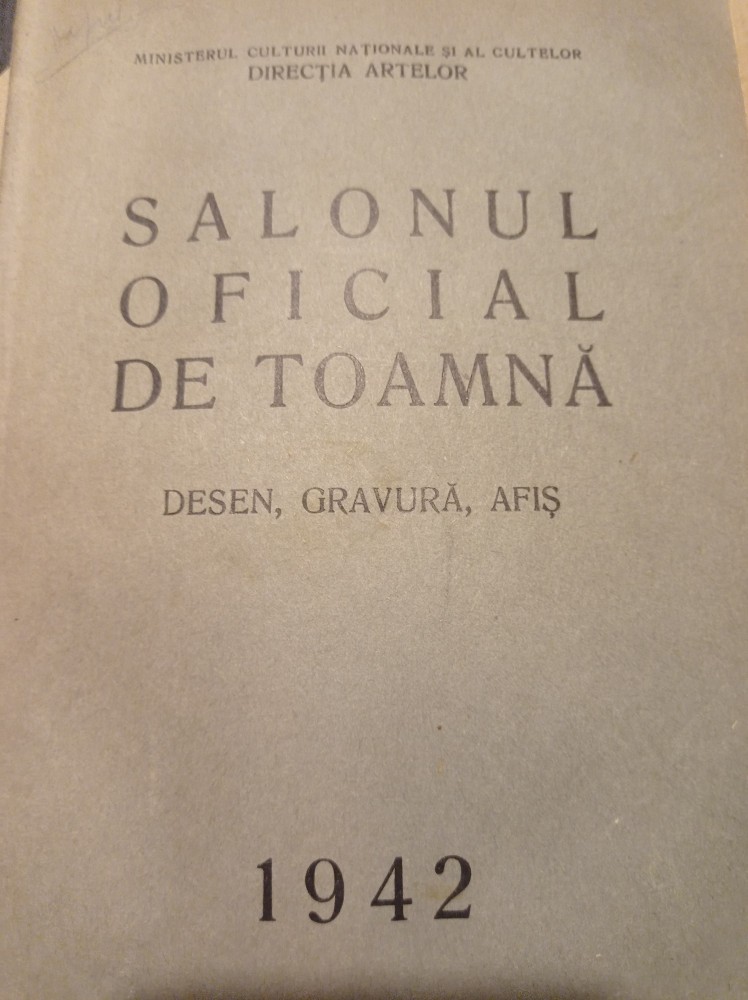 MINISTERUL CULTURII NAȚIONALE ȘI AL CULTELOR
DIRECȚIA ARTELOR
SALONUL
OFICIAL
DE TOAMNĂ
DESEN, GRAVURĂ, AFIȘ
1942